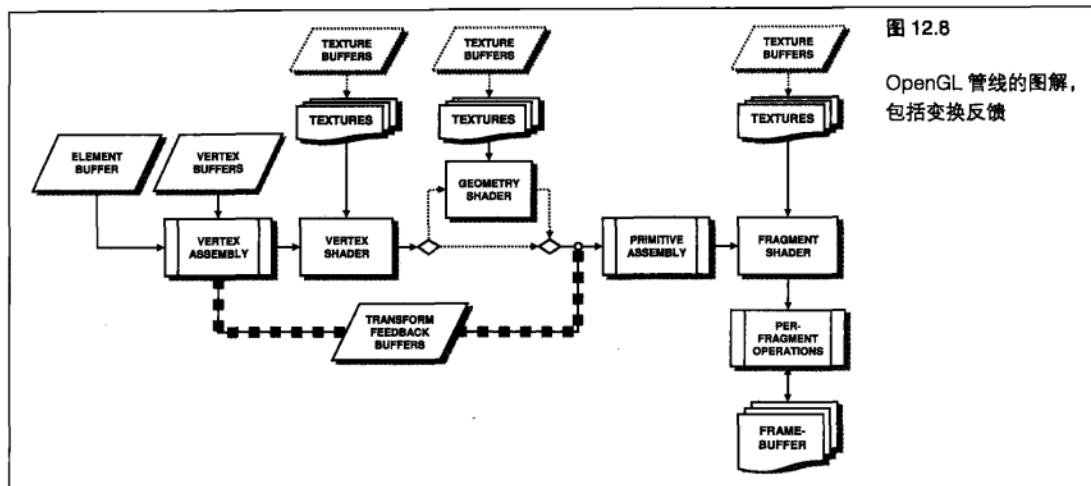 图 12.8
OpenGL 管线的图解，
包括变换反馈
TEXTURE
BUFFERS
TEXTURE
BUFFERS
TEXTURE
BUFFERS
TEXTURES
TEXTURES
TEXTURES
ELEMENT
BUFFER
VERTEX
BUFFERS
GEOMETRY
SHADER
VERTEX
ASSEMBLY
VERTEX
SHADER
PRIMITIVE
ASSEMBLY
FRAGMENT
SHADER
TRANSFORM
FEEDBACK
BUFFERS
PER-
FRAGMENT
OPERATIONS
FRAME-
BUFFER